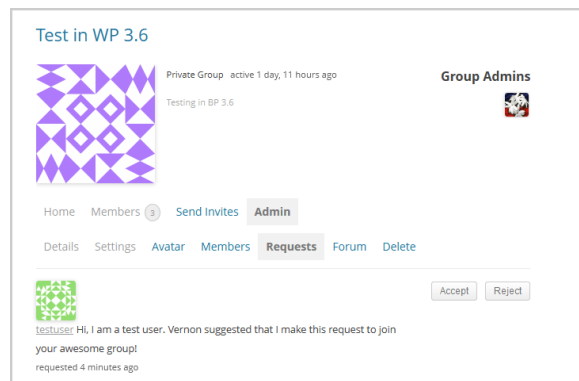 Test in WP 3.6
Private Group active 1 day, 11 hours ago
Group Admins
Testing in BP 3.6
Home Members 3 Send Invites Admin
Details Settings Avatar Members Requests Forum Delete
Accept Reject
testuser Hi, I am a test user. Vernon suggested that I make this request to join
your awesome group!
requested 4 minutes ago